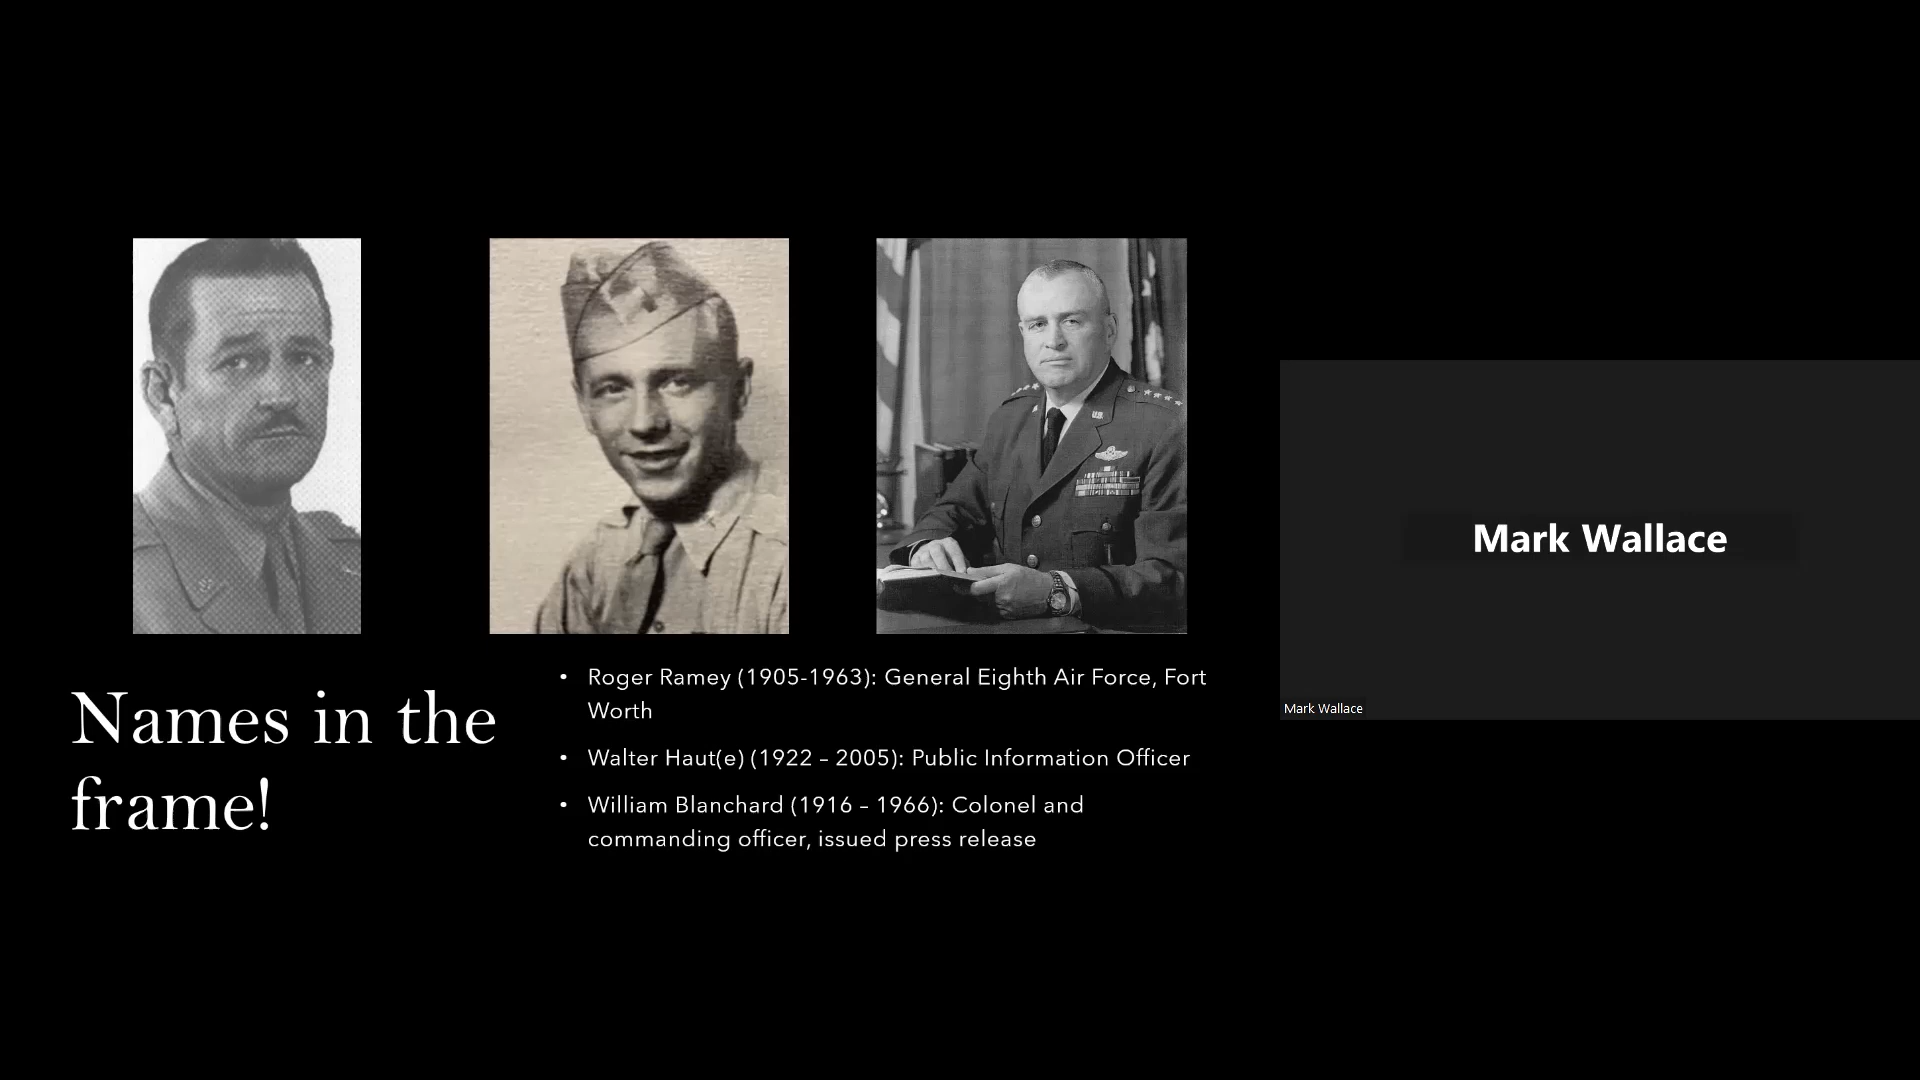 Names in the
frame!
• Roger Ramey (1905-1963): General Eighth Air Force, Fort
Worth
• Walter Haut(e) (1922 – 2005): Public Information Officer
• William Blanchard (1916 – 1966): Colonel and
commanding officer, issued press release
Mark Wallace
Mark Wallace